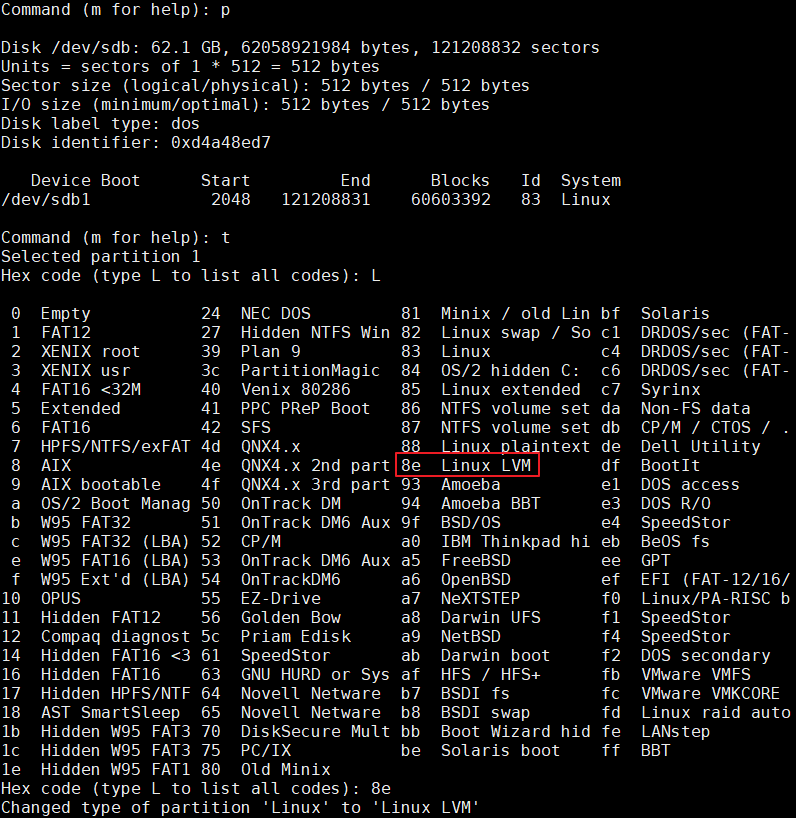 Command (m for help): p
Disk /dev/sdb: 62.1 GB, 62058921984 bytes, 121208832 sectors
Units = sectors of 1 * 512 = 512 bytes
Sector size (logical/physical): 512 bytes / 512 bytes
I/O size (minimum/optimal): 512 bytes / 512 bytes
Disk label type: dos
Disk identifier: 0xd4a48ed7
   Device Boot      Start         End      Blocks   Id  System
/dev/sdb1            2048   121208831    60603392   83  Linux
Command (m for help): t
Selected partition 1
Hex code (type L to list all codes): L
 0  Empty           24  NEC DOS         81  Minix / old Lin bf  Solaris
 1  FAT12           27  Hidden NTFS Win 82  Linux swap / So c1  DRDOS/sec (FAT-
 2  XENIX root      39  Plan 9          83  Linux           c4  DRDOS/sec (FAT-
 3  XENIX usr       3c  PartitionMagic  84  OS/2 hidden C:  c6  DRDOS/sec (FAT-
 4  FAT16 <32M      40  Venix 80286     85  Linux extended  c7  Syrinx
 5  Extended        41  PPC PReP Boot   86  NTFS volume set da  Non-FS data
 6  FAT16           42  SFS             87  NTFS volume set db  CP/M / CTOS / .
 7  HPFS/NTFS/exFAT 4d  QNX4.x          88  Linux plaintext de  Dell Utility
 8  AIX             4e  QNX4.x 2nd part 8e  Linux LVM       df  BootIt
 9  AIX bootable    4f  QNX4.x 3rd part 93  Amoeba          e1  DOS access
 a  OS/2 Boot Manag 50  OnTrack DM      94  Amoeba BBT      e3  DOS R/O
 b  W95 FAT32       51  OnTrack DM6 Aux 9f  BSD/OS          e4  SpeedStor
 c  W95 FAT32 (LBA) 52  CP/M            a0  IBM Thinkpad hi eb  BeOS fs
 e  W95 FAT16 (LBA) 53  OnTrack DM6 Aux a5  FreeBSD         ee  GPT
 f  W95 Ext'd (LBA) 54  OnTrackDM6      a6  OpenBSD         ef  EFI (FAT-12/16/
10  OPUS            55  EZ-Drive        a7  NeXTSTEP        f0  Linux/PA-RISC b
11  Hidden FAT12    56  Golden Bow      a8  Darwin UFS      f1  SpeedStor
12  Compaq diagnost 5c  Priam Edisk     a9  NetBSD          f4  SpeedStor
14  Hidden FAT16 <3 61  SpeedStor       ab  Darwin boot     f2  DOS secondary
16  Hidden FAT16    63  GNU HURD or Sys af  HFS / HFS+      fb  VMware VMFS
17  Hidden HPFS/NTF 64  Novell Netware  b7  BSDI fs         fc  VMware VMKCORE
18  AST SmartSleep  65  Novell Netware  b8  BSDI swap       fd  Linux raid auto
1b  Hidden W95 FAT3 70  DiskSecure Mult bb  Boot Wizard hid fe  LANstep
1c  Hidden W95 FAT3 75  PC/IX           be  Solaris boot    ff  BBT
1e  Hidden W95 FAT1 80  Old Minix
Hex code (type L to list all codes): 8e
Changed type of partition 'Linux' to 'Linux LVM'